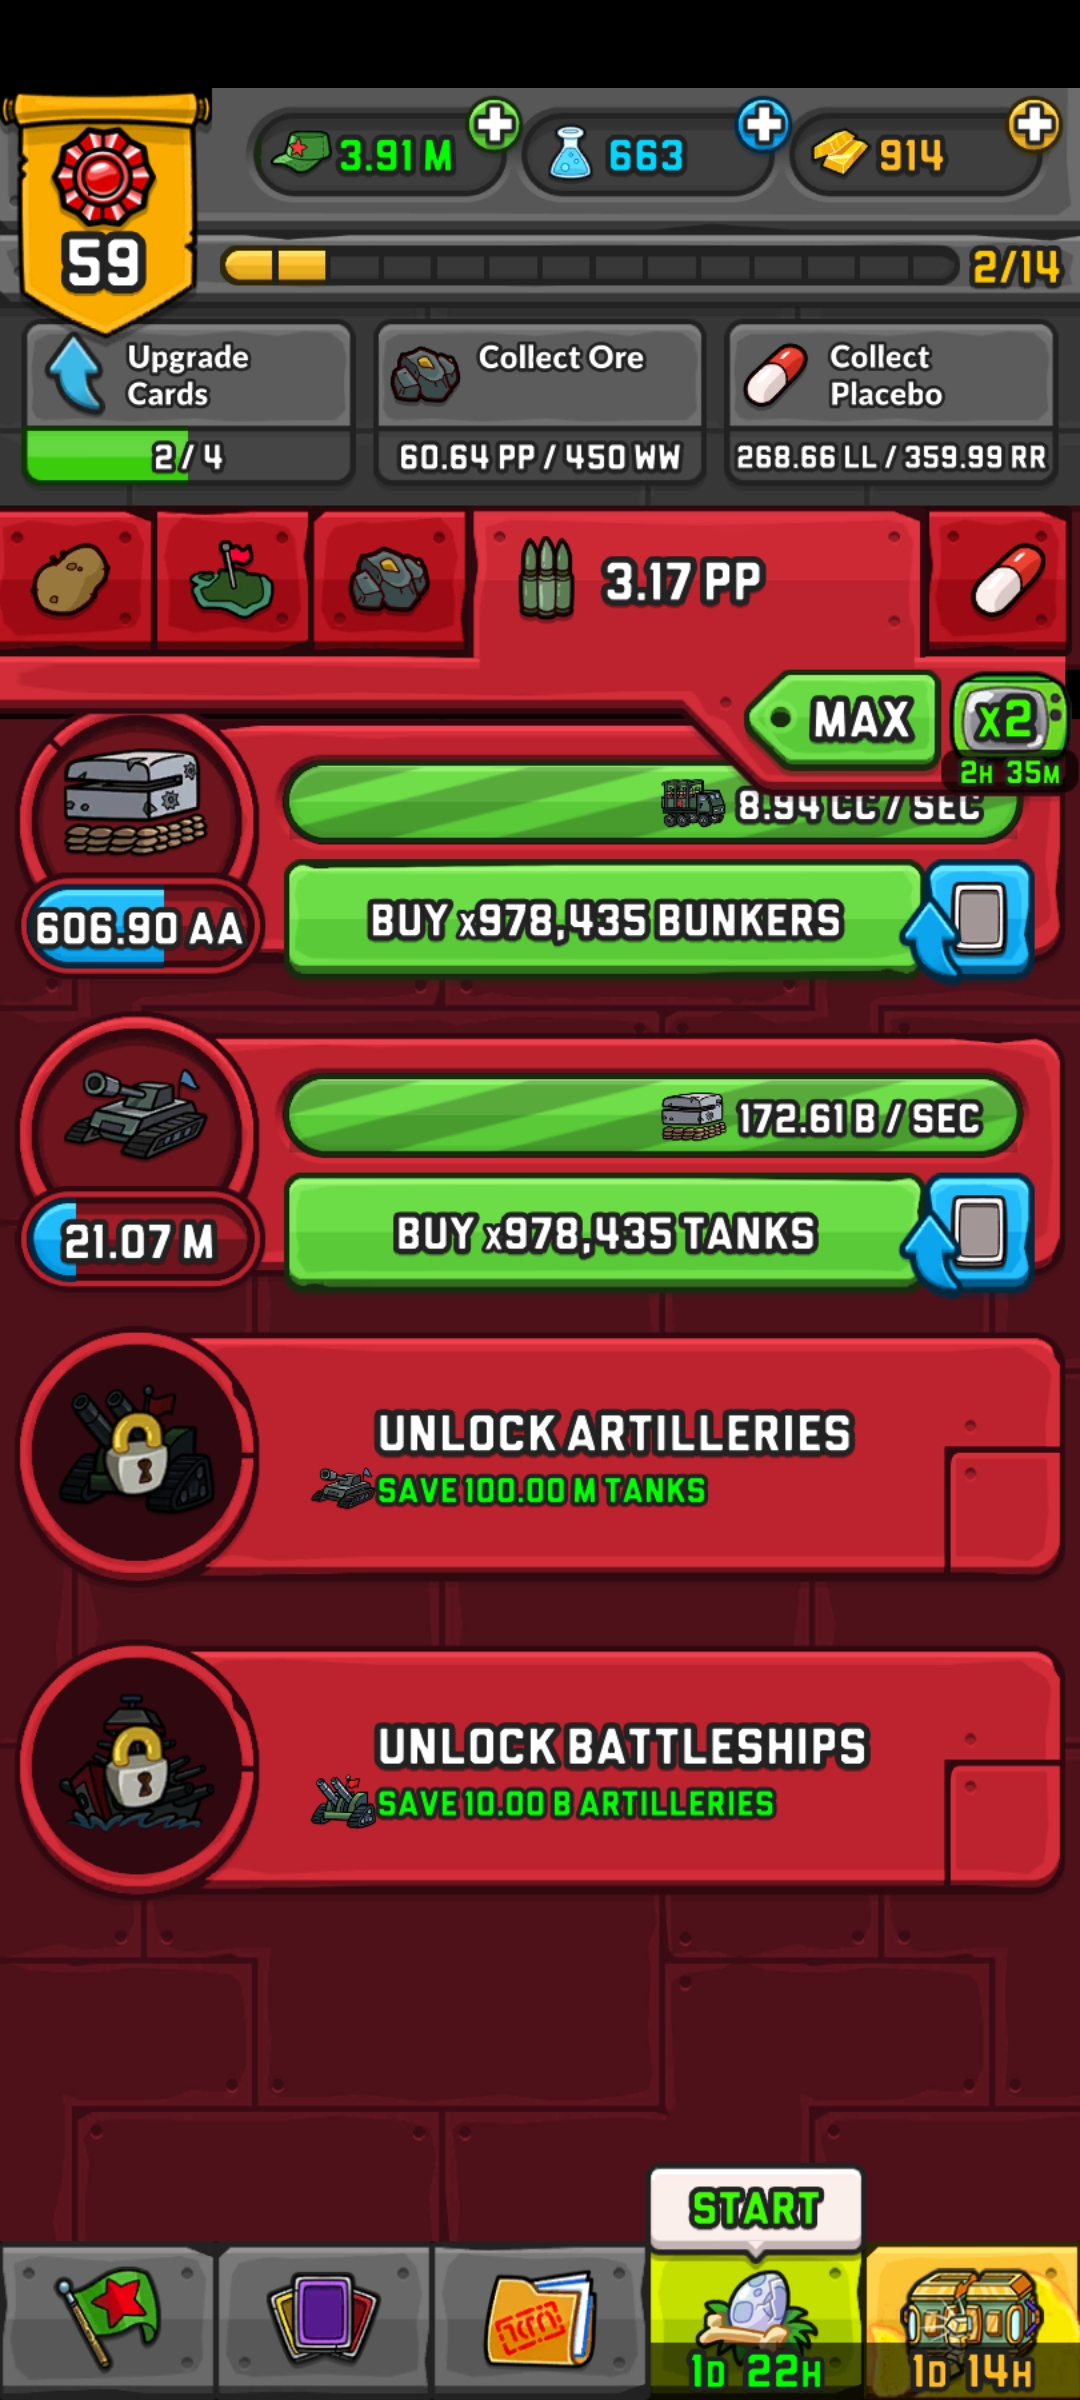 3.91 M
663
914
59
2/14
Upgrade
Cards
2/4
Collect Ore
60.64 PP / 450 WW
Collect
Placebo
268.66 LL / 359.99 RR
3.17 PP
MAX
x2
2H 35M
8.94 CC / SEC
606.90 AA
BUY x978,435 BUNKERS
172.61 B / SEC
21.07 M
BUY x978,435 TANKS
UNLOCK ARTILLERIES
SAVE 100.00 M TANKS
UNLOCK BATTLESHIPS
SAVE 10.00 B ARTILLERIES
START
1D 22H
1D 14H